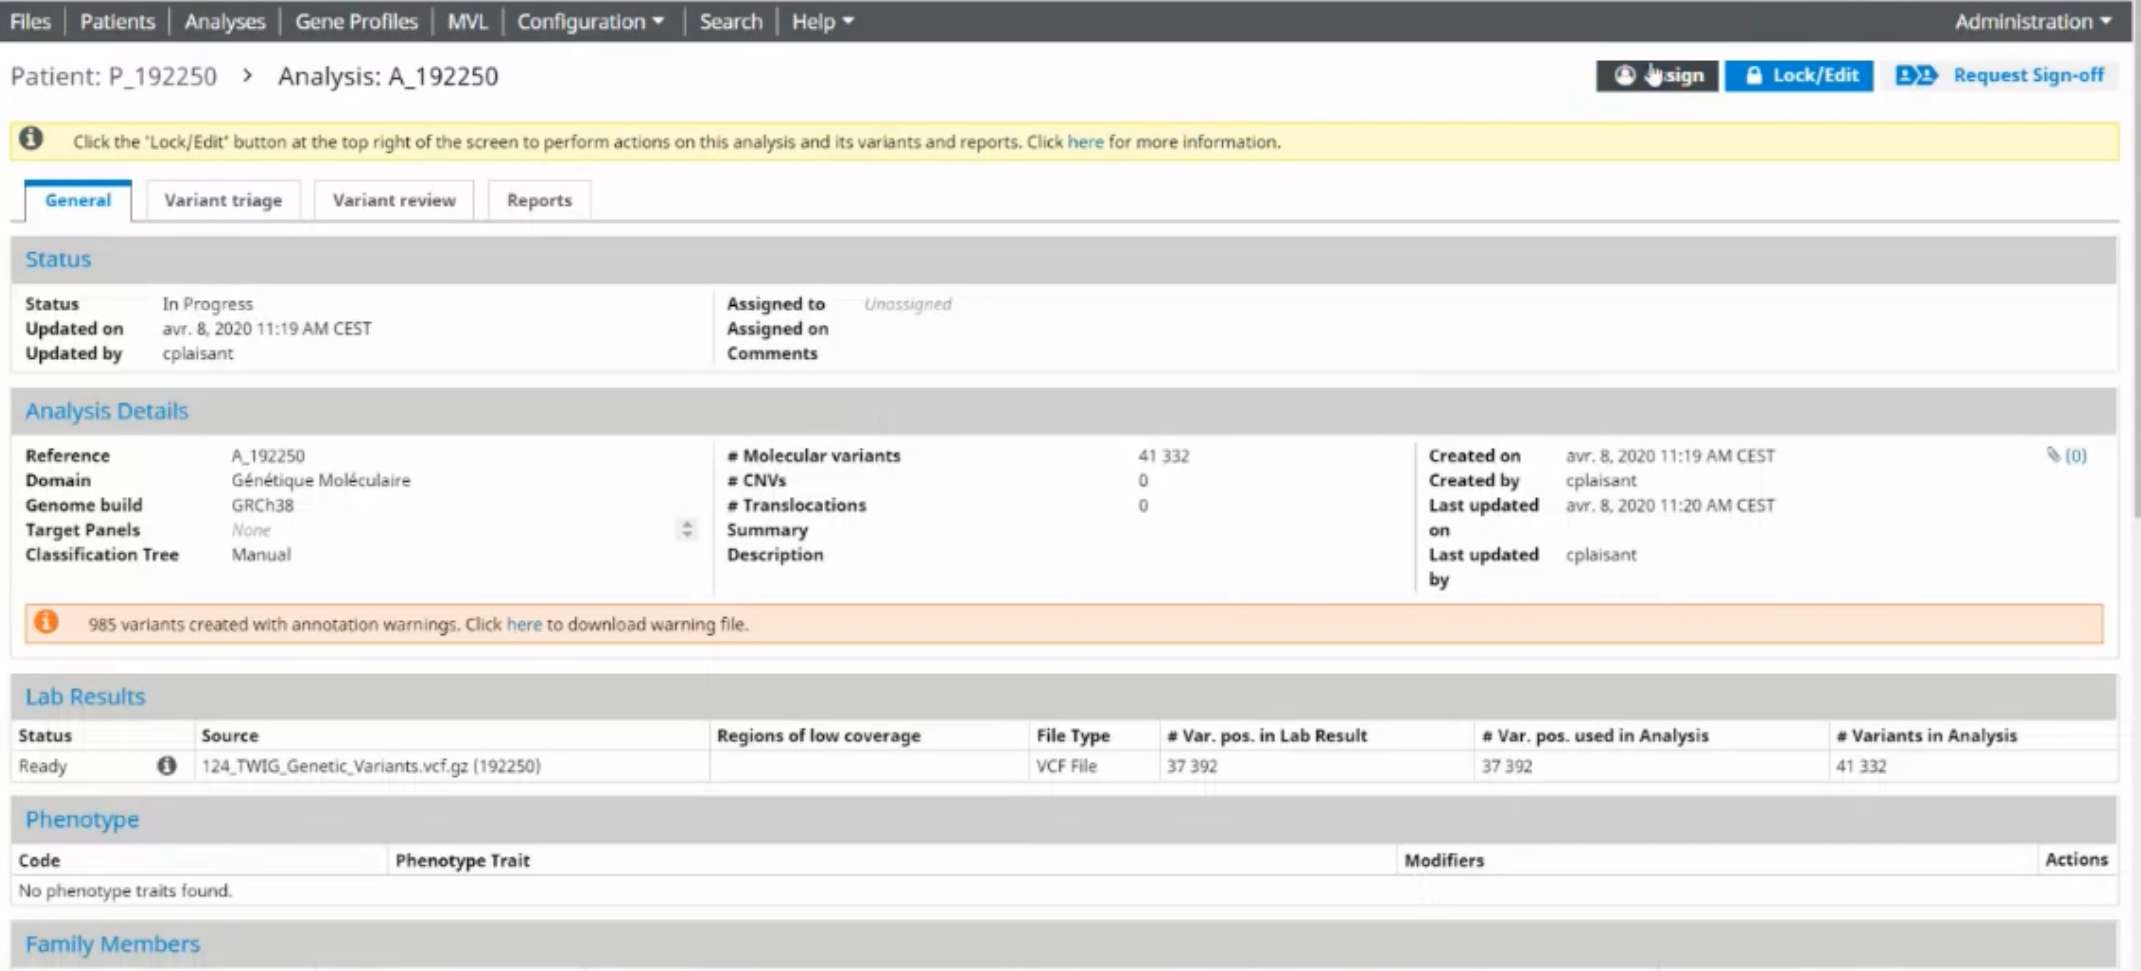 Files Patients Analyses Gene Profiles MVL Configuration Search Help Administration
Patient: P_192250 > Analysis: A_192250 sign Lock/Edit Request Sign-off
Click the "Lock/Edit" button at the top right of the screen to perform actions on this analysis and its variants and reports. Click here for more information.
General Variant triage Variant review Reports
Status
Status In Progress Assigned to Unassigned
Updated on avr. 8, 2020 11:19 AM CEST Assigned on
Updated by cplaisant Comments
Analysis Details
Reference A_192250 # Molecular variants 41 332 Created on avr. 8, 2020 11:19 AM CEST (0)
Domain Génétique Moléculaire # CNVs 0 Created by cplaisant
Genome build GRCh38 # Translocations 0 Last updated avr. 8, 2020 11:20 AM CEST
Target Panels None Summary on
Classification Tree Manual Description Last updated cplaisant
by
985 variants created with annotation warnings. Click here to download warning file.
Lab Results
Status Source Regions of low coverage File Type # Var. pos. in Lab Result # Var. pos. used in Analysis # Variants in Analysis
Ready 124_TWIG_Genetic_Variants.vcf.gz (192250) VCF File 37 392 37 392 41 332
Phenotype
Code Phenotype Trait Modifiers Actions
No phenotype traits found.
Family Members